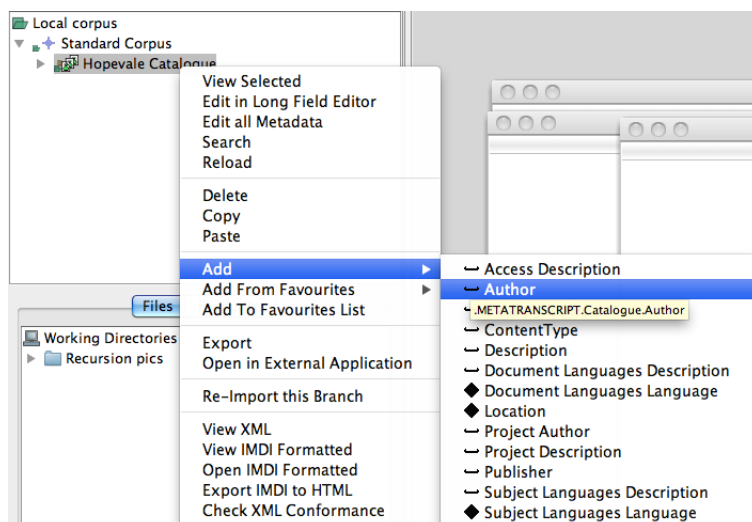 Local corpus
Standard Corpus
Hopevale Catalogue
View Selected
Edit in Long Field Editor
Edit all Metadata
Search
Reload
Delete
Copy
Paste
Add
Add From Favourites
Add To Favourites List
Export
Open in External Application
Re-Import this Branch
View XML
View IMDI Formatted
Open IMDI Formatted
Export IMDI to HTML
Check XML Conformance
Access Description
Author
.METATRANSCRIPT.Catalogue.Author
ContentType
Description
Document Languages Description
Document Languages Language
Location
Project Author
Project Description
Publisher
Subject Languages Description
Subject Languages Language
Files
Working Directories
Recursion pics